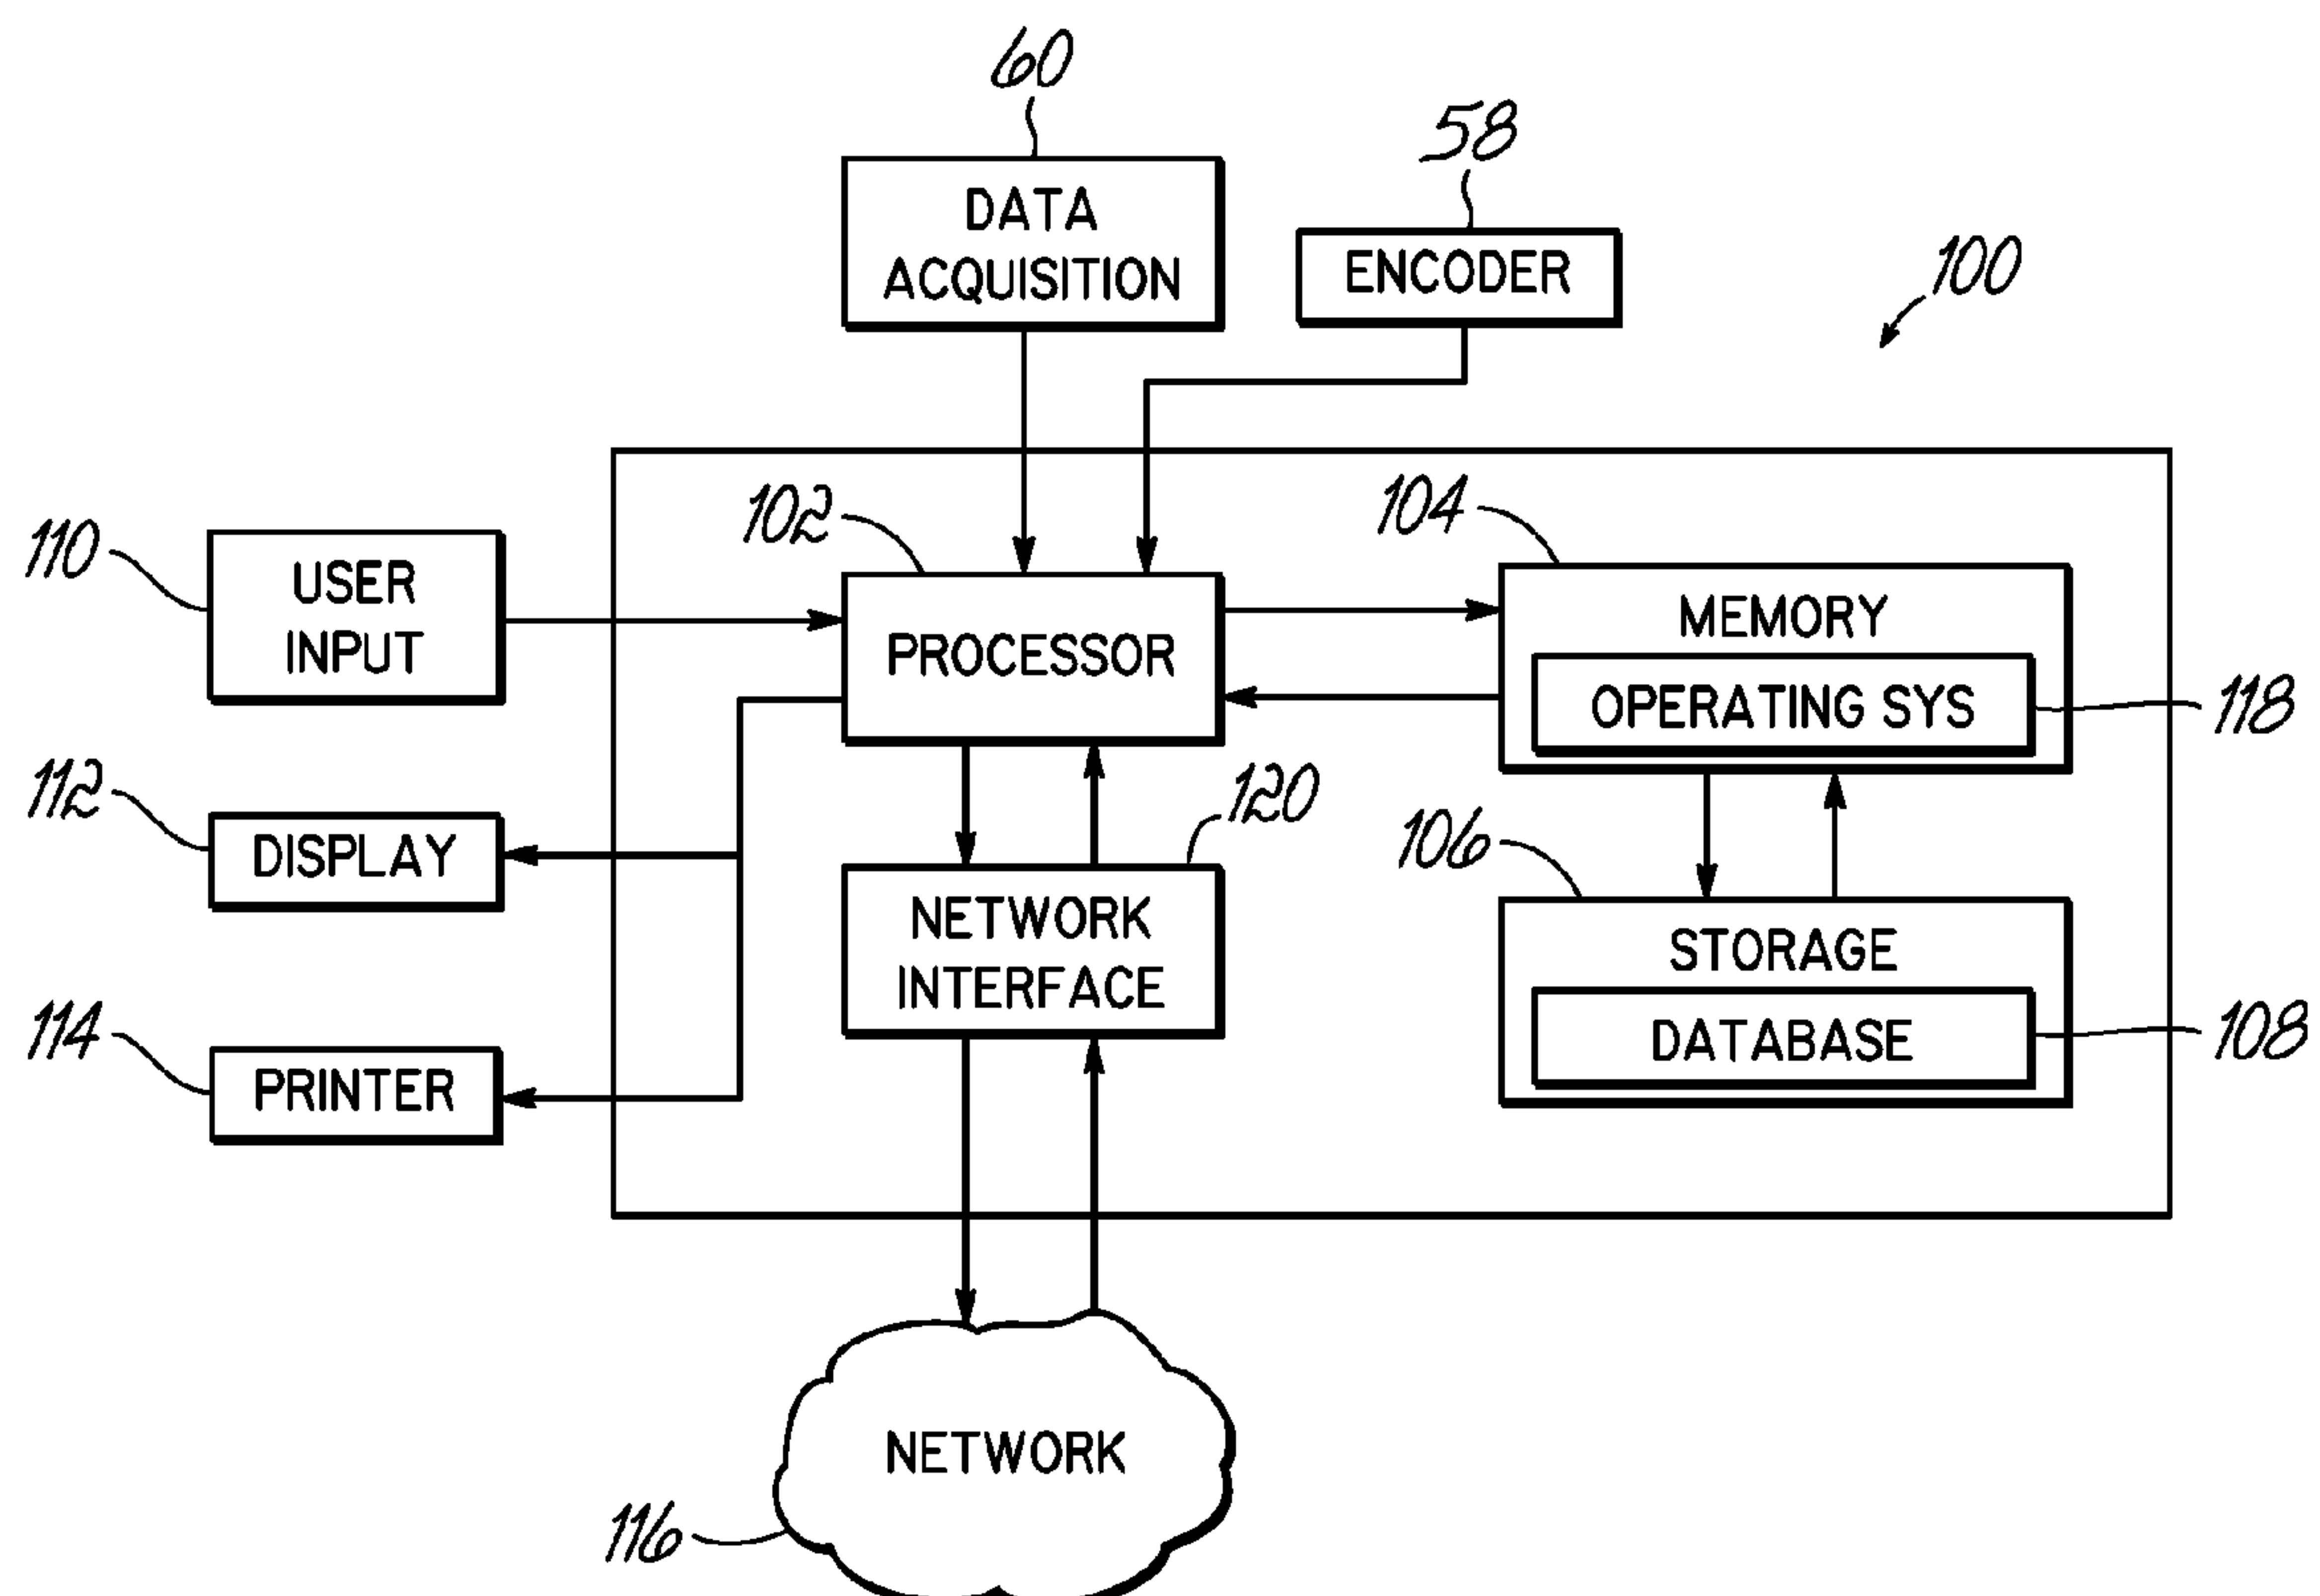 60
58
DATA
ACQUISITION
ENCODER
100
102
104
110
USER
INPUT
PROCESSOR
MEMORY
OPERATING SYS
118
112
DISPLAY
120
106
NETWORK
INTERFACE
STORAGE
DATABASE
108
114
PRINTER
NETWORK
116